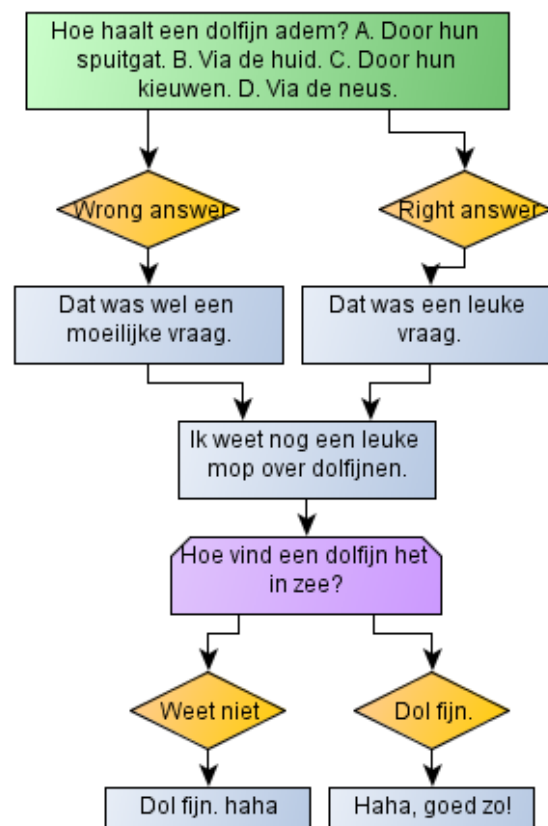 Hoe haalt een dolfijn adem? A. Door hun
spuitgat. B. Via de huid. C. Door hun
kieuwen. D. Via de neus.
Wrong answer
Right answer
Dat was wel een
moeilijke vraag.
Dat was een leuke
vraag.
Ik weet nog een leuke
mop over dolfijnen.
Hoe vind een dolfijn het
in zee?
Weet niet
Dol fijn.
Dol fijn. haha
Haha, goed zo!